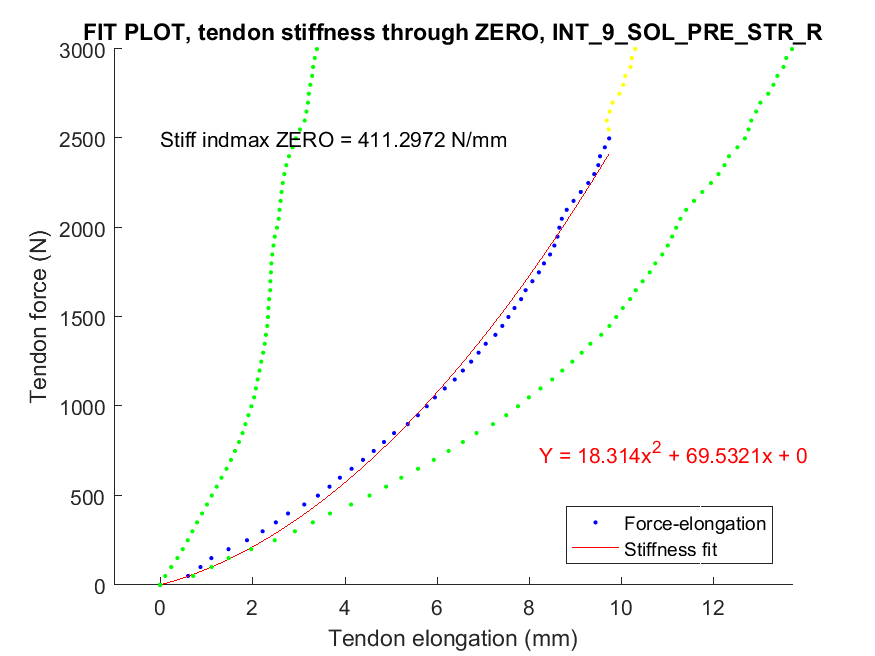 FIT PLOT, tendon stiffness through ZERO, INT_9_SOL_PRE_STR_R
3000
Stiff indmax ZERO = 411.2972 N/mm
2500
2000
1500
1000
500
0
Tendon force (N)
Y = 18.314x² + 69.5321x + 0
Force-elongation
Stiffness fit
0 2 4 6 8 10 12
Tendon elongation (mm)